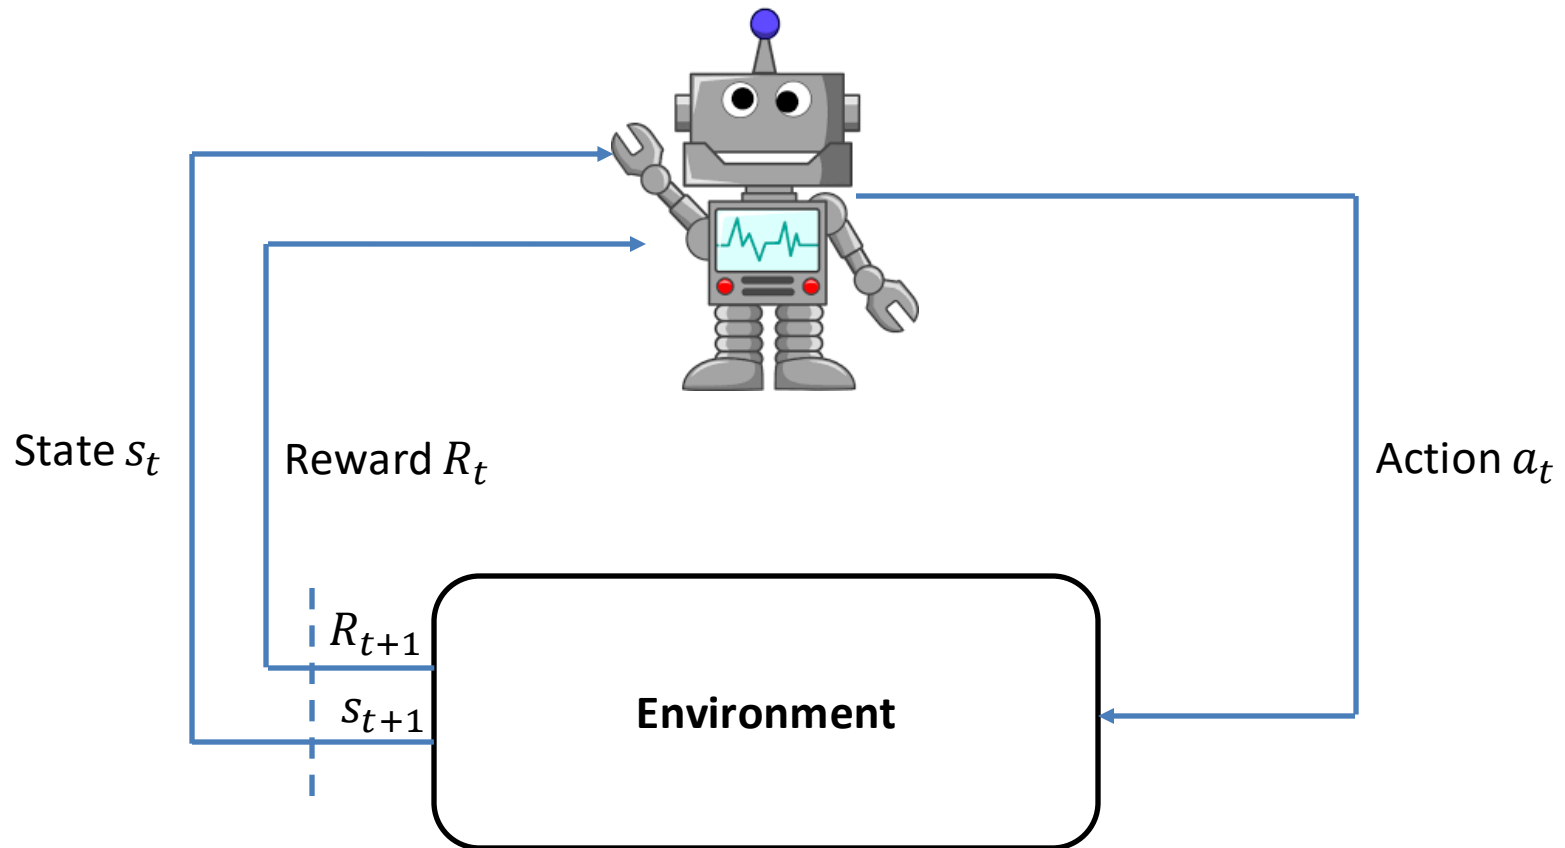 State s_t
Reward R_t
Action a_t
R_{t+1}
s_{t+1}
Environment